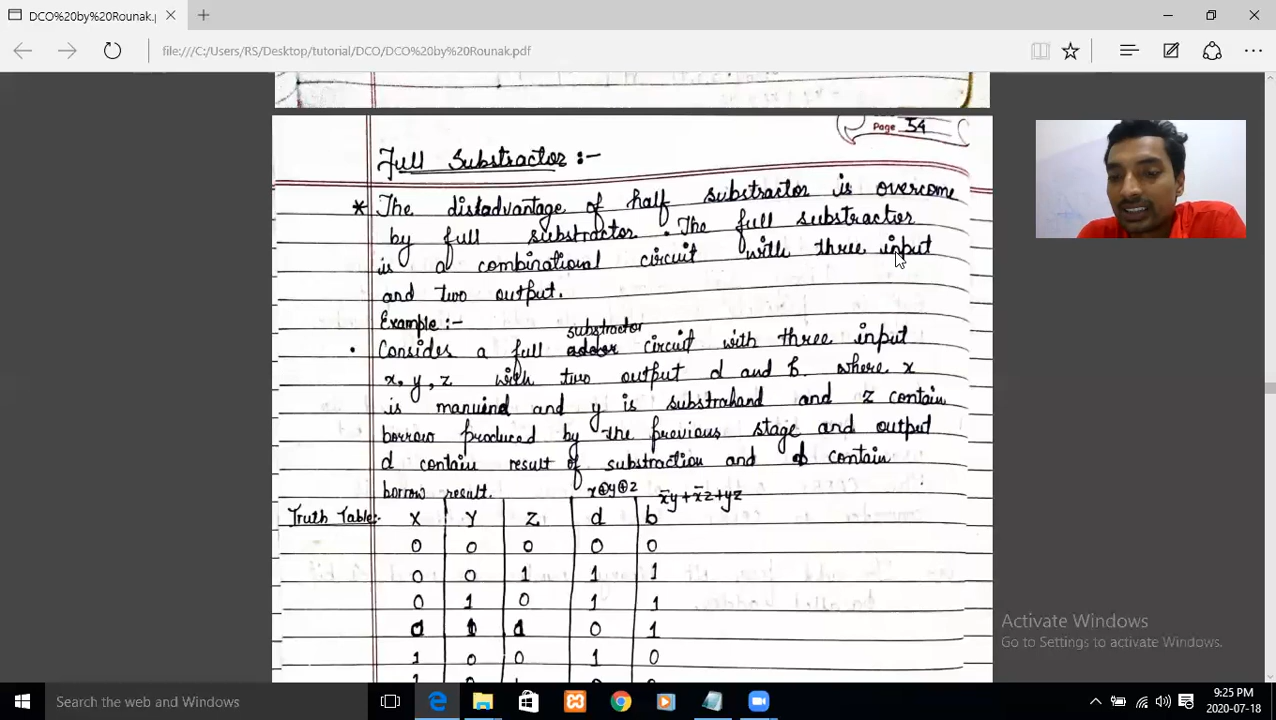 DCO%20by%20Rounak.p
file:///C:/Users/RS/Desktop/tutorial/DCO/DCO%20by%20Rounak.pdf
Page 54
Full Substractor :-
* The disadvantage of half substractor is overcome
by full substractor. The full substractior
is a combinational circuit with three input
and two output.
Example :-
substractor
• Consids a full circuit with three input
x, y, z with two output d and b. where x
is manuind and y is substrahand and z contain
borrow produced by the previous stage and output
d contain result of substraction and b contain
borrow result.
x⊕y⊕z x̄y+x̄z+yz
Truth Table:- X Y Z d b
0 0 0 0 0
0 0 1 1 1
0 1 0 1 1
0 1 1 0 1
1 0 0 1 0
Activate Windows
Go to Settings to activate Windows.
Search the web and Windows
9:25 PM
2020-07-18